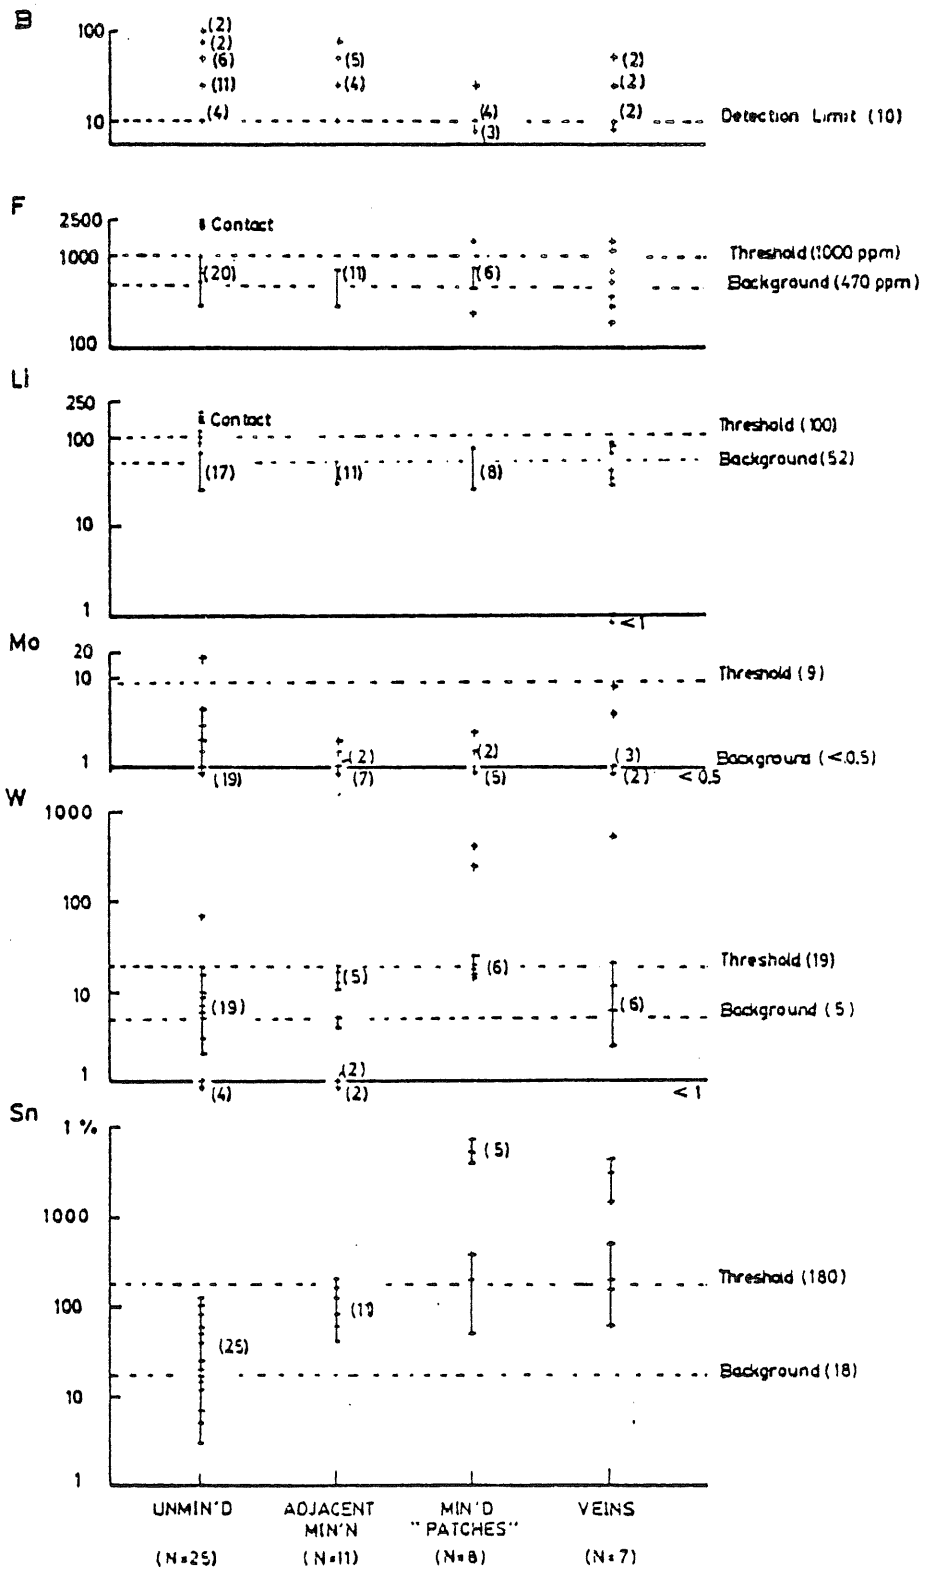 B
100
(2)
(2)
(6)
(5)
(2)
(11)
(4)
(2)
(4)
(4)
(2)
10
Detection Limit (10)
(3)
F
2500
Contact
1000
Threshold (1000 ppm)
(20)
(11)
(6)
Background (470 ppm)
100
Li
250
Contact
100
Threshold (100)
Background (52)
(17)
(11)
(8)
10
1
<1
Mo
20
10
Threshold (9)
(2)
(2)
(3)
Background (<0.5)
1
(19)
(7)
(5)
(2)
<0.5
W
1000
100
Threshold (19)
(5)
(6)
10
(19)
(6)
Background (5)
1
(2)
(4)
(2)
<1
Sn
1 %
(5)
1000
Threshold (180)
100
(11)
(25)
Background (18)
10
1
UNMIN'D ADJACENT MIN'D VEINS
MIN'N "PATCHES"
(N=25) (N=11) (N=8) (N=7)